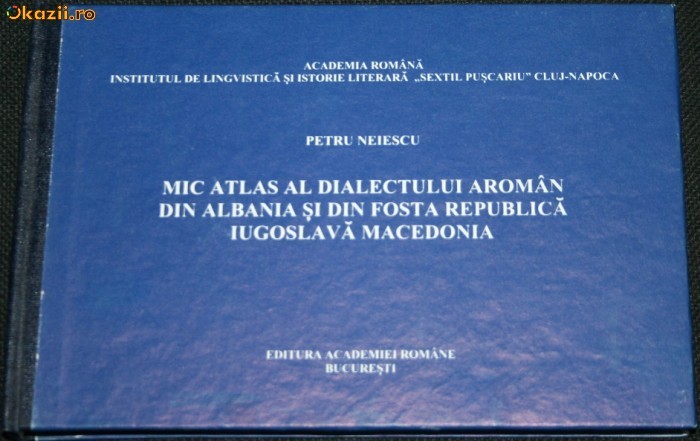 Okazii.ro
ACADEMIA ROMÂNĂ
INSTITUTUL DE LINGVISTICĂ ŞI ISTORIE LITERARĂ „SEXTIL PUŞCARIU” CLUJ-NAPOCA
PETRU NEIESCU
MIC ATLAS AL DIALECTULUI AROMÂN
DIN ALBANIA ŞI DIN FOSTA REPUBLICĂ
IUGOSLAVĂ MACEDONIA
EDITURA ACADEMIEI ROMÂNE
BUCUREŞTI